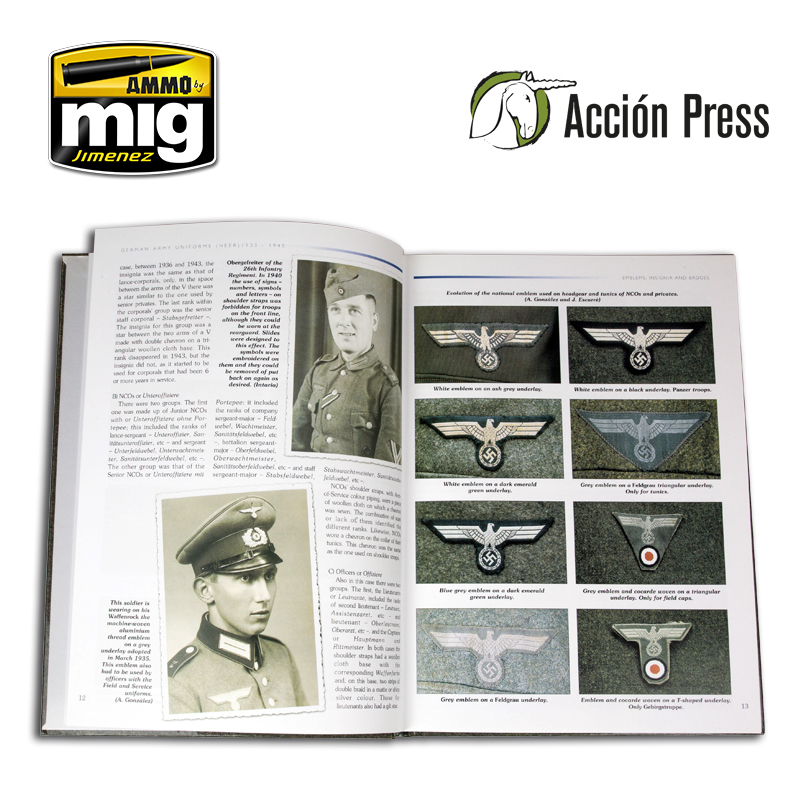 AMMO by
mig
Jimenez
Acción Press
GERMAN ARMY UNIFORMS (HEER) 1933 - 1945
case, between 1936 and 1943, the
insignia was the same as that of
lance-corporals, only, in the space
between the arms of the V there was
a star similar to the one used by
senior privates. The last rank within
the corporals' group was the senior
staff corporal – Stabsgefreiter –.
The insignia for this group was a
star between the two arms of a V
made with double chevron on a tri-
angular woollen cloth base. This
rank disappeared in 1943, but the
insignia did not, as it started to be
used for corporals that had been 6
or more years in service.
B) NCOs or Unteroffiziere
There were two groups. The first
one was made up of Junior NCOs
with or Unteroffiziere ohne Por-
tepee; this included the ranks of
lance-sergeant – Unteroffizier, Sani-
tätsunteroffizier, etc – and sergeant
– Unterfeldwebel, Unterwachtmeis-
ter, Sanitätsunterfeldwebel, etc –.
The other group was that of the
Senior NCOs or Unteroffiziere mit
Obergefreiter of the
26th Infantry
Regiment. In 1940
the use of signs –
numbers, symbols
and letters – on
shoulder straps was
forbidden for troops
on the front line,
although they could
be worn at the
rearguard. Slides
were designed to
this effect. The
symbols were
embroidered on
them and they could
be removed of put
back on again as
desired. (Intaria)
Portepee: it included
the ranks of company
sergeant-major – Feld-
webel, Wachtmeister,
Sanitätsfeldwebel, etc
–, battalion sergeant-
major – Oberfeldwebel,
Oberwachtmeister,
Sanitätsoberfeldwebel, etc – and staff
sergeant-major – Stabsfeldwebel,
Stabswachtmeister, Sanitätsstabs-
feldwebel, etc –.
NCOs' shoulder straps, with
of-Service colour piping, were
of woollen cloth on which a
was sewn. The combination of
or lack of them identified the
different ranks. Likewise, NCOs
wore a chevron on the collar of their
tunics. This chevron was the same
as the one used on shoulder straps.
C) Officers or Offiziere
Also in this case there were two
groups. The first, the Lieutenants
or Leutnante, included the ranks
of second lieutenant – Leutnant,
Assistenzarzt, etc – and
lieutenant – Oberleutnant,
Oberarzt, etc –, and the Captains
or Hauptmann and
Rittmeister. In both cases the
shoulder straps had a smaller
cloth base with the
corresponding Waffenfarbe
and, on this base, two strips of
double braid in a matte or shiny
silver colour. Those for
lieutenants also had a gilt star
This soldier is
wearing on his
Waffenrock the
machine-woven
aluminium
thread emblem
on a grey
underlay adopted
in March 1935.
This emblem also
had to be used by
officers with the
Field and Service
uniforms.
(A. González)
12
EMBLEMS, INSIGNIA AND BADGES
Evolution of the national emblem used on headgear and tunics of NCOs and privates.
(A. González and J. Escuré)
White emblem on an ash grey underlay.
White emblem on a black underlay. Panzer troops.
White emblem on a dark emerald
green underlay.
Grey emblem on a Feldgrau triangular underlay.
Only for tunics.
Blue grey emblem on a dark emerald
green underlay.
Grey emblem and cocarde woven on a triangular
underlay. Only for field caps.
Grey emblem on a Feldgrau underlay.
Emblem and cocarde woven on a T-shaped underlay.
Only Gebirgstruppe.
13